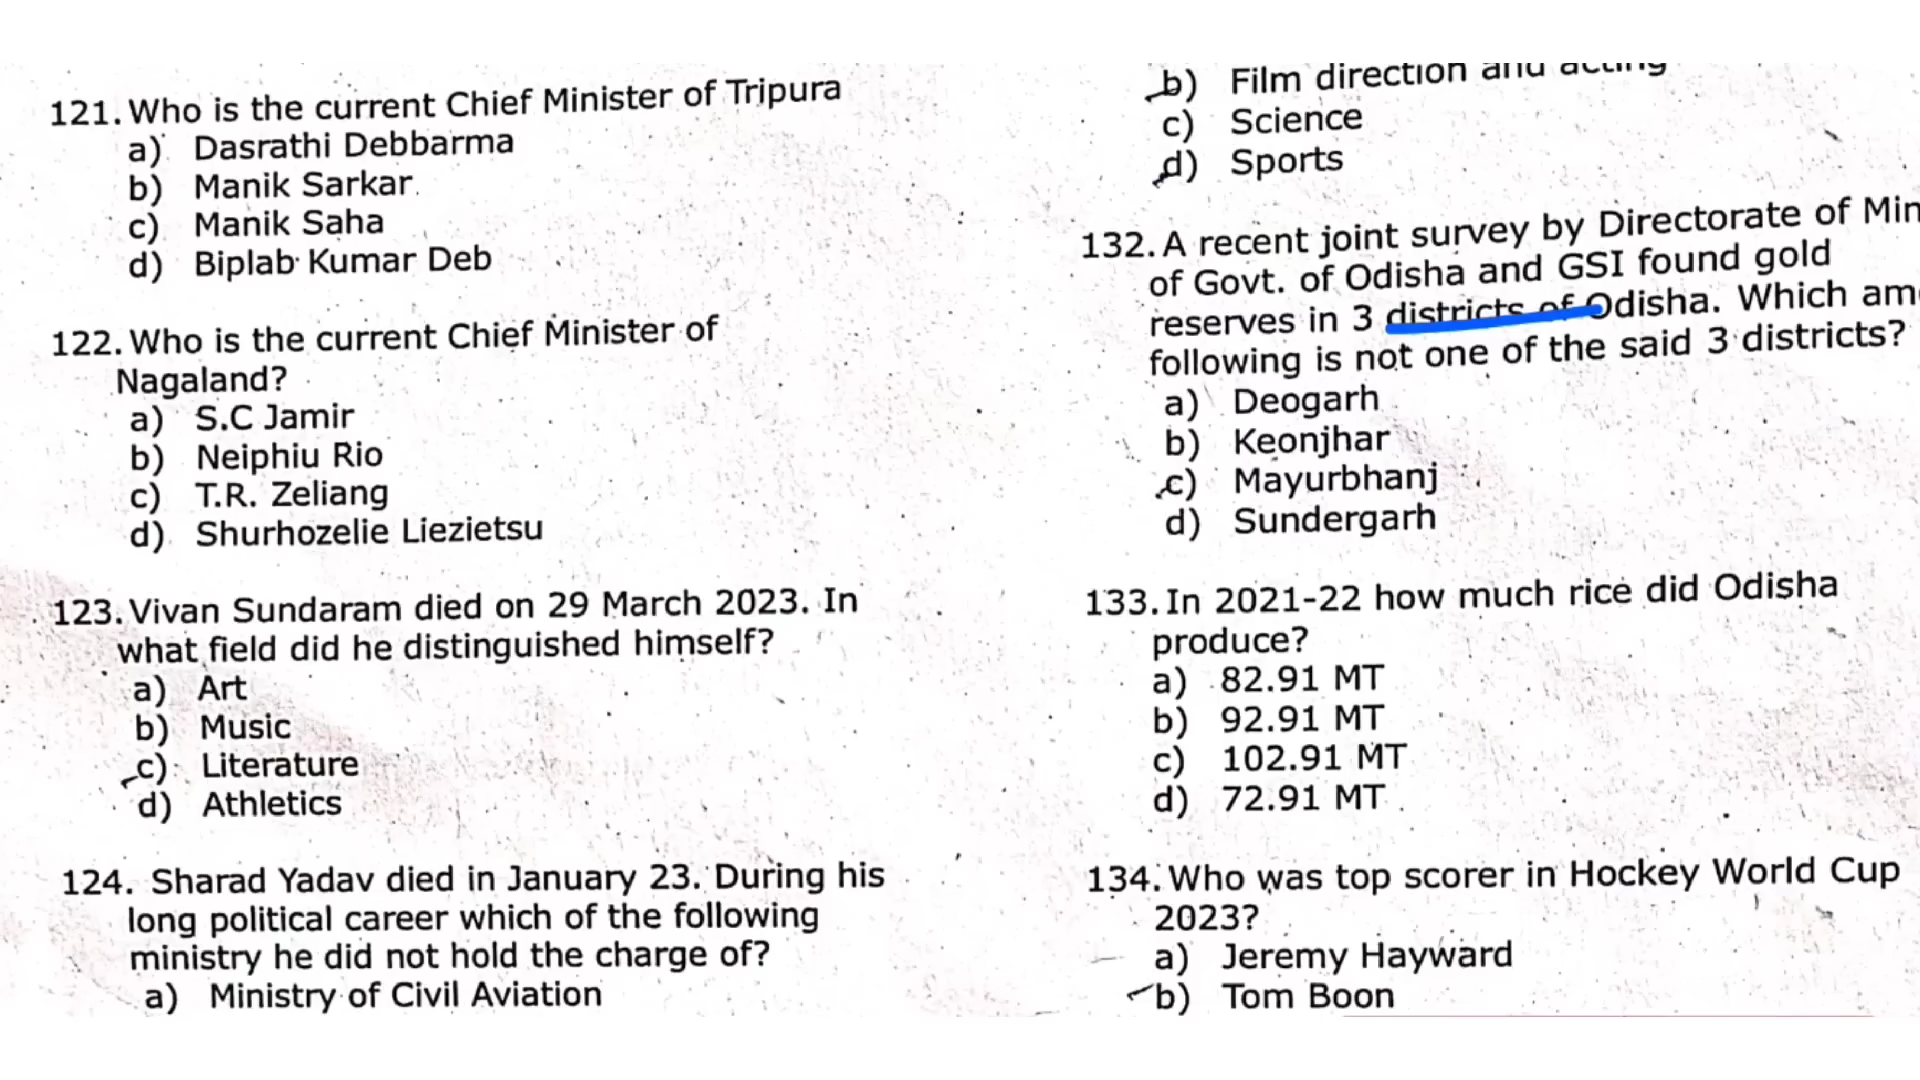 121. Who is the current Chief Minister of Tripura
a) Dasrathi Debbarma
b) Manik Sarkar
c) Manik Saha
d) Biplab Kumar Deb
122. Who is the current Chief Minister of
Nagaland?
a) S.C Jamir
b) Neiphiu Rio
c) T.R. Zeliang
d) Shurhozelie Liezietsu
123. Vivan Sundaram died on 29 March 2023. In
what field did he distinguished himself?
a) Art
b) Music
c) Literature
d) Athletics
124. Sharad Yadav died in January 23. During his
long political career which of the following
ministry he did not hold the charge of?
a) Ministry of Civil Aviation
b) Film direction and acting
c) Science
d) Sports
132. A recent joint survey by Directorate of Min
of Govt. of Odisha and GSI found gold
reserves in 3 districts of Odisha. Which am
following is not one of the said 3 districts?
a) Deogarh
b) Keonjhar
c) Mayurbhanj
d) Sundergarh
133. In 2021-22 how much rice did Odisha
produce?
a) 82.91 MT
b) 92.91 MT
c) 102.91 MT
d) 72.91 MT
134. Who was top scorer in Hockey World Cup
2023?
a) Jeremy Hayward
b) Tom Boon